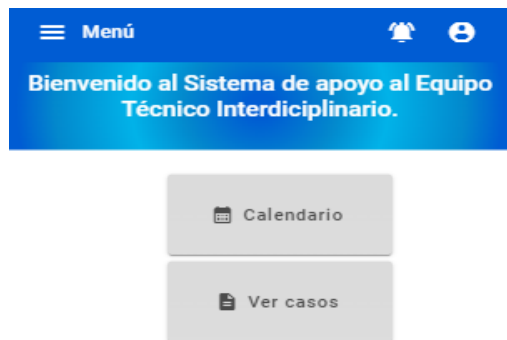 Menú
Bienvenido al Sistema de apoyo al Equipo
Técnico Interdiciplinario.
Calendario
Ver casos